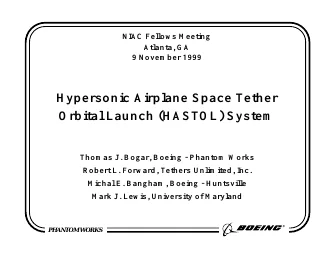 NIAC Fellows Meeting
Atlanta, GA
9 November 1999
Hypersonic Airplane Space Tether
Orbital Launch (HASTOL) System
Thomas J. Bogar, Boeing - Phantom Works
Robert L. Forward, Tethers Unlimited, Inc.
Michal E. Bangham, Boeing - Huntsville
Mark J. Lewis, University of Maryland
PHANTOM WORKS
BOEING